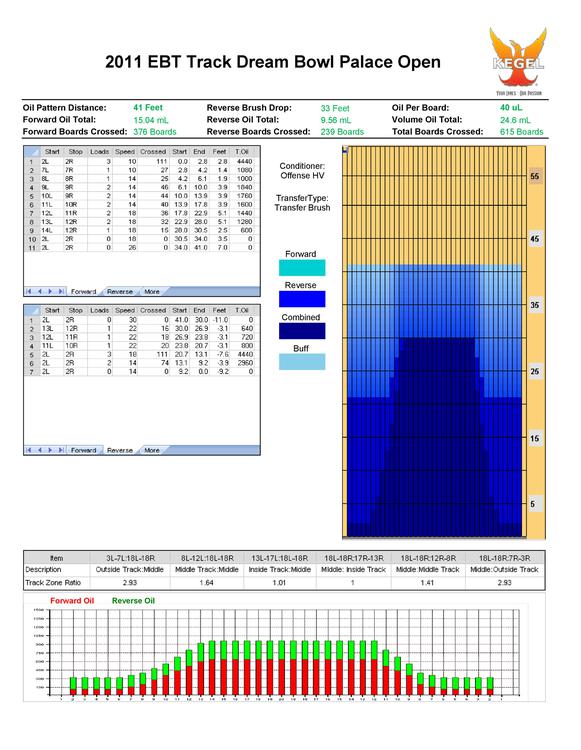 2011 EBT Track Dream Bowl Palace Open
KEGEL
Oil Pattern Distance: 41 Feet Reverse Brush Drop: 33 Feet Oil Per Board: 40 uL
Forward Oil Total: 15.04 mL Reverse Oil Total: 9.56 mL Volume Oil Total: 24.6 mL
Forward Boards Crossed: 376 Boards Reverse Boards Crossed: 239 Boards Total Boards Crossed: 615 Boards
Start Stop Loads Speed Crossed Start End Feet T.Oil
1 2L 2R 3 10 111 0.0 2.8 2.8 4440
2 7L 7R 1 10 27 2.8 4.2 1.4 1080
3 8L 8R 1 14 25 4.2 6.1 1.9 1000
4 9L 9R 2 14 46 6.1 10.0 3.9 1840
5 10L 9R 2 14 44 10.0 13.9 3.9 1760
6 11L 10R 2 14 40 13.9 17.8 3.9 1600
7 12L 11R 2 18 36 17.8 22.9 5.1 1440
8 13L 12R 2 18 32 22.9 28.0 5.1 1280
9 14L 12R 1 18 15 28.0 30.5 2.5 600
10 2L 2R 0 18 0 30.5 34.0 3.5 0
11 2L 2R 0 26 0 34.0 41.0 7.0 0
Forward Reverse More
Start Stop Loads Speed Crossed Start End Feet T.Oil
1 2L 2R 0 30 0 41.0 30.0 -11.0 0
2 13L 12R 1 22 16 30.0 26.9 -3.1 640
3 12L 11R 1 22 18 26.9 23.8 -3.1 720
4 11L 10R 1 22 20 23.8 20.7 -3.1 800
5 2L 2R 3 18 111 20.7 13.1 -7.6 4440
6 2L 2R 2 14 74 13.1 9.2 -3.9 2960
7 2L 2R 0 14 0 9.2 0.0 -9.2 0
Forward Reverse More
Conditioner:
Offense HV
TransferType:
Transfer Brush
Forward
Reverse
Combined
Buff
55
45
35
25
15
5
Item 3L-7L:18L-18R 8L-12L:18L-18R 13L-17L:18L-18R 18L-18R:17R-13R 18L-18R:12R-8R 18L-18R:7R-3R
Description Outside Track:Middle Middle Track:Middle Inside Track:Middle Middle: Inside Track Middle:Middle Track Middle:Outside Track
Track Zone Ratio 2.93 1.64 1.01 1 1.41 2.93
Forward Oil Reverse Oil